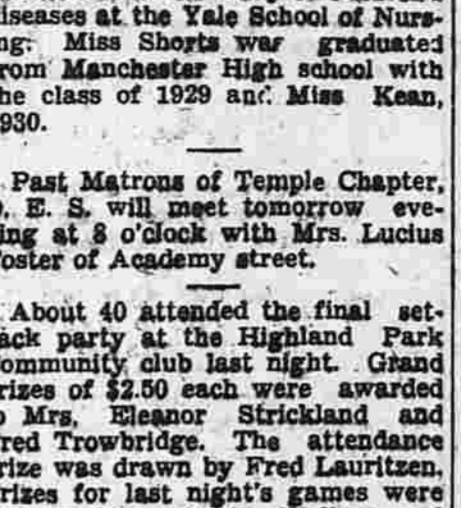 iseases at the Yale School of Nurs-
ng: Miss Shorts was graduated
rom Manchester High school with
he class of 1929 and Miss Kean,
930.
Past Matrons of Temple Chapter,
. E. S. will meet tomorrow eve-
ing at 8 o'clock with Mrs. Lucius
oster of Academy street.
About 40 attended the final set-
ack party at the Highland Park
ommunity club last night. Grand
rizes of $2.50 each were awarded
o Mrs. Eleanor Strickland and
red Trowbridge. The attendance
rize was drawn by Fred Lauritzen.
rizes for last night's games were